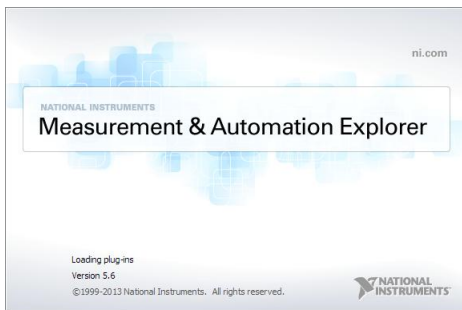 ni.com
NATIONAL INSTRUMENTS
Measurement & Automation Explorer
Loading plug-ins
Version 5.6
©1999-2013 National Instruments. All rights reserved.
NATIONAL
INSTRUMENTS